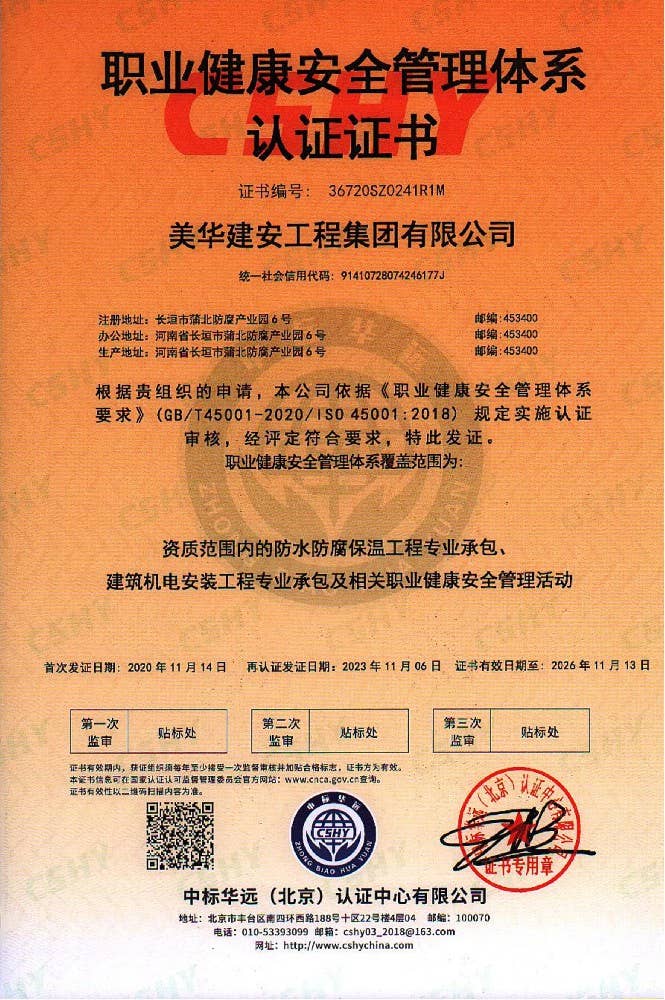 职业健康安全管理体系
认证证书
CSHY
证书编号: 36720SZ0241R1M
美华建安工程集团有限公司
统一社会信用代码: 91410728074246177J
注册地址: 长垣市蒲北防腐产业园6号 邮编:453400
办公地址: 河南省长垣市蒲北防腐产业园6号 邮编:453400
生产地址: 河南省长垣市蒲北防腐产业园6号 邮编:453400
根据贵组织的申请,本公司依据《职业健康安全管理体系
要求》(GB/T45001-2020/ISO 45001:2018) 规定实施认证
审核,经评定符合要求,特此发证。
职业健康安全管理体系覆盖范围为:
资质范围内的防水防腐保温工程专业承包、
建筑机电安装工程专业承包及相关职业健康安全管理活动
首次发证日期: 2020年11月14日 再认证发证日期: 2023年11月06日 证书有效日期至: 2026年11月13日
第一次 监审 贴标处 第二次 监审 贴标处 第三次 监审 贴标处
证书有效期内,获证组织须每年至少接受一次监督审核并加贴合格标志,证书方为有效。
本证书信息可在国家认证认可监督管理委员会官方网站: www.cnca.gov.cn查询。
证书有效性以二维码扫描内容为准。
中标华远
CSHY
ZHONG BIAO HUA YUAN
证书专用章
中标华远(北京)认证中心有限公司
地址: 北京市丰台区南四环西路188号十区22号楼4层04 邮编: 100070
电话: 010-53393099 邮箱: cshy03_2018@163.com
网址: http://www.cshychina.com